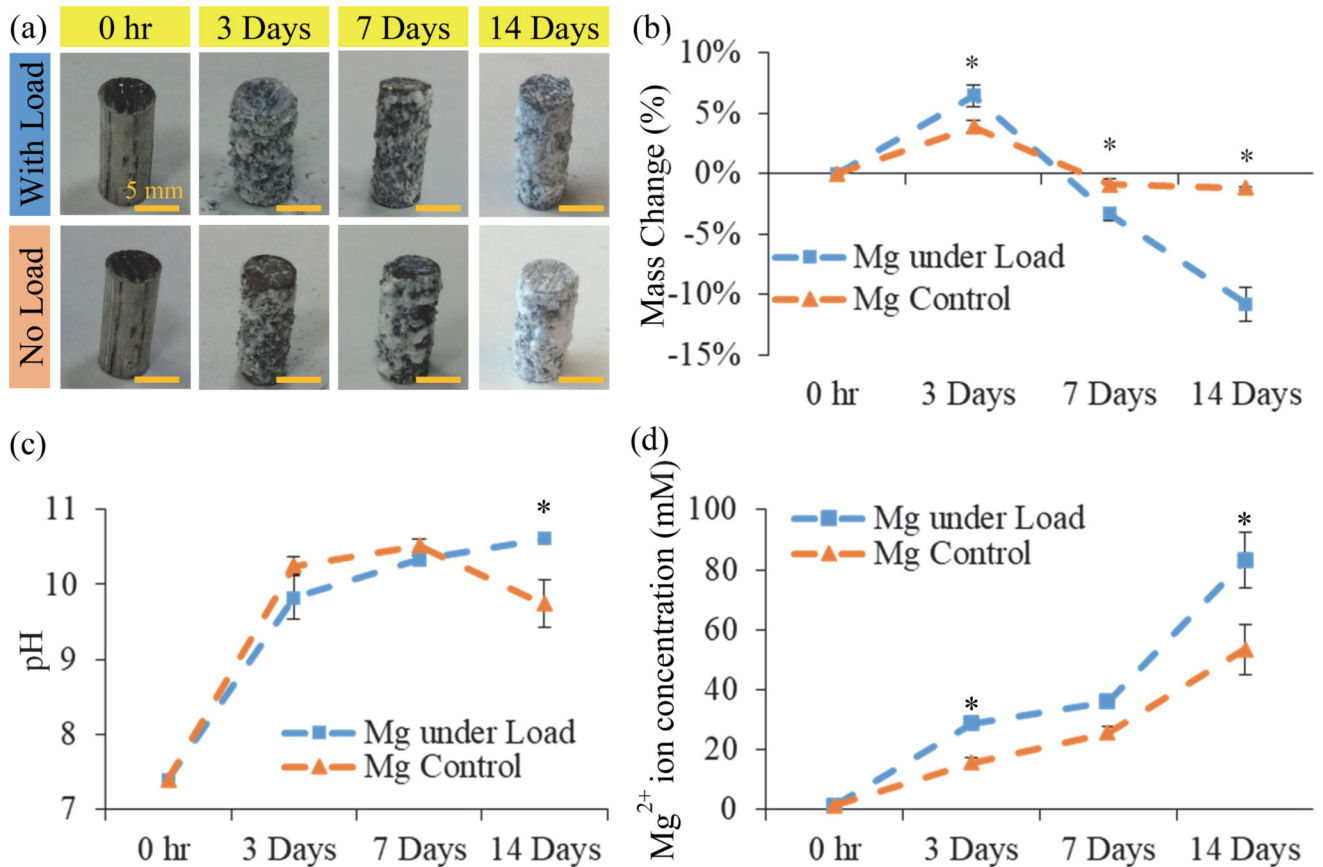 (a)
0 hr
3 Days
7 Days
14 Days
With Load
5 mm
No Load
(b)
Mass Change (%)
10%
5%
0%
-5%
-10%
-15%
*
*
*
Mg under Load
Mg Control
0 hr
3 Days
7 Days
14 Days
(c)
pH
11
10
9
8
7
*
Mg under Load
Mg Control
0 hr
3 Days
7 Days
14 Days
(d)
Mg²⁺ ion concentration (mM)
100
80
60
40
20
0
Mg under Load
Mg Control
*
*
0 hr
3 Days
7 Days
14 Days